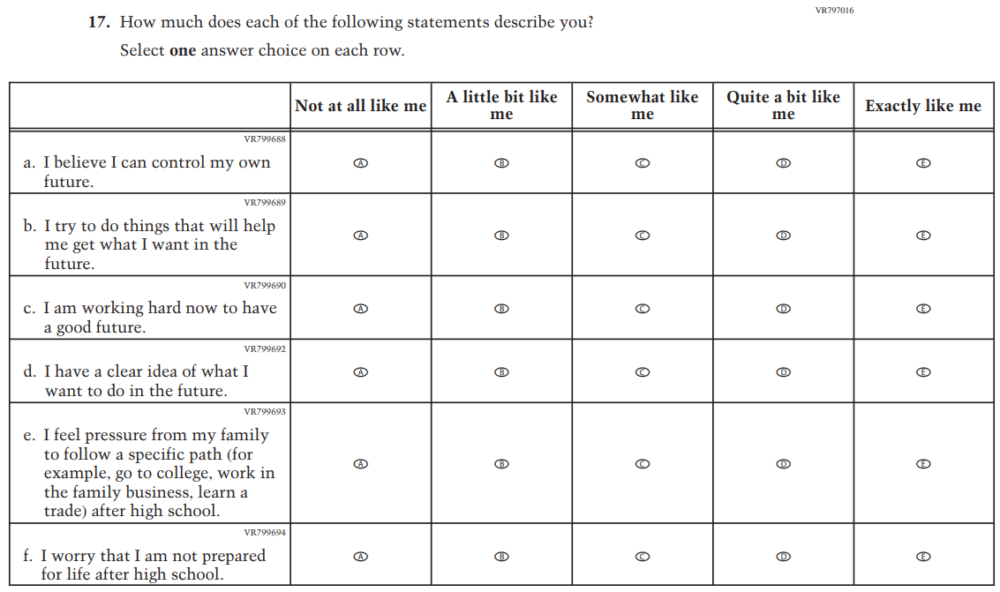 VR797016
17. How much does each of the following statements describe you?
Select one answer choice on each row.
Not at all like me
A little bit like
me
Somewhat like
me
Quite a bit like
me
Exactly like me
VR799688
a. I believe I can control my own
future.
A B C D E
VR799689
b. I try to do things that will help
me get what I want in the
future.
A B C D E
VR799690
c. I am working hard now to have
a good future.
A B C D E
VR799692
d. I have a clear idea of what I
want to do in the future.
A B C D E
VR799693
e. I feel pressure from my family
to follow a specific path (for
example, go to college, work in
the family business, learn a
trade) after high school.
A B C D E
VR799694
f. I worry that I am not prepared
for life after high school.
A B C D E